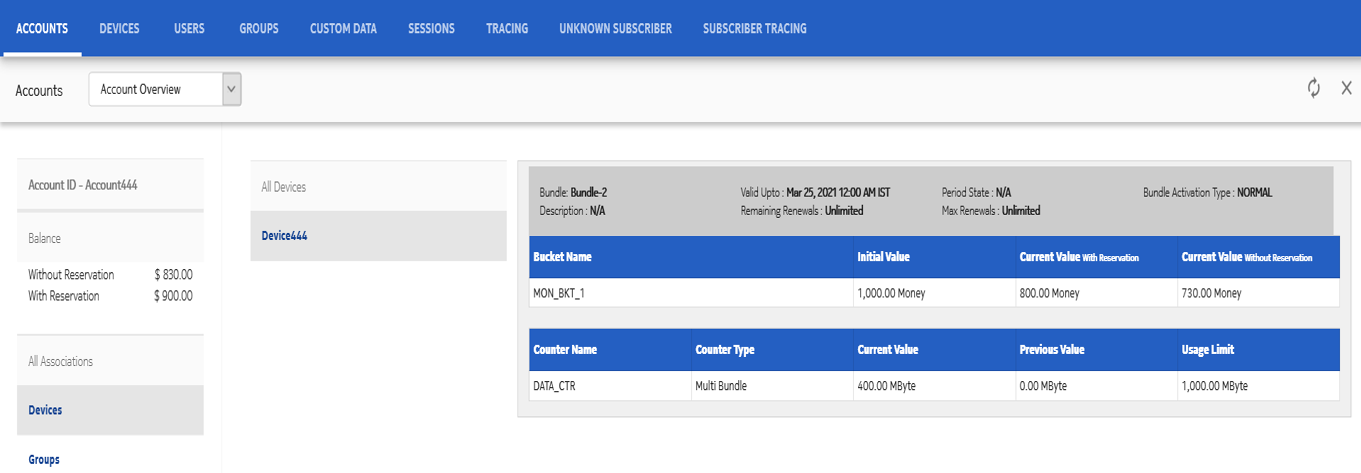 ACCOUNTS DEVICES USERS GROUPS CUSTOM DATA SESSIONS TRACING UNKNOWN SUBSCRIBER SUBSCRIBER TRACING
Accounts Account Overview X
Account ID - Account444
Balance
Without Reservation $ 830.00
With Reservation $ 900.00
All Associations
Devices
Groups
All Devices
Device444
Bundle: Bundle-2 Valid Upto : Mar 25, 2021 12:00 AM IST Period State : N/A Bundle Activation Type : NORMAL
Description : N/A Remaining Renewals : Unlimited Max Renewals : Unlimited
Bucket Name Initial Value Current Value With Reservation Current Value Without Reservation
MON_BKT_1 1,000.00 Money 800.00 Money 730.00 Money
Counter Name Counter Type Current Value Previous Value Usage Limit
DATA_CTR Multi Bundle 400.00 MByte 0.00 MByte 1,000.00 MByte